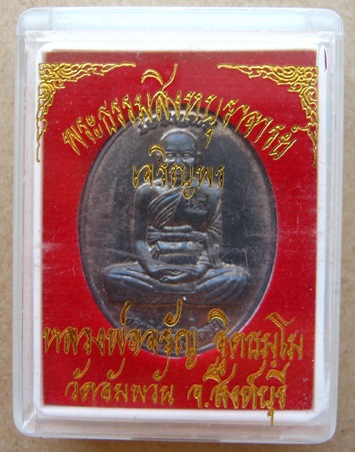 พระธรรมสิงหบุราจารย์
เจริญพร
หลวงพ่อจรัญ ฐิตธมฺโม
วัดอัมพวัน จ.สิงห์บุรี